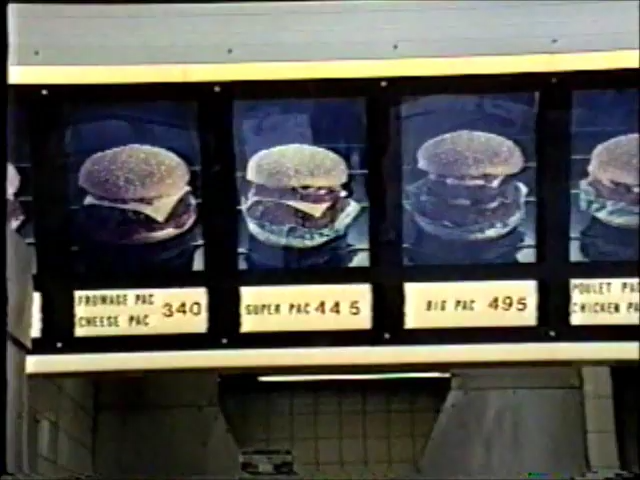 FROMAGE PAC
CHEESE PAC 340
SUPER PAC 445
BIG PAC 495
POULET PA
CHICKEN PA